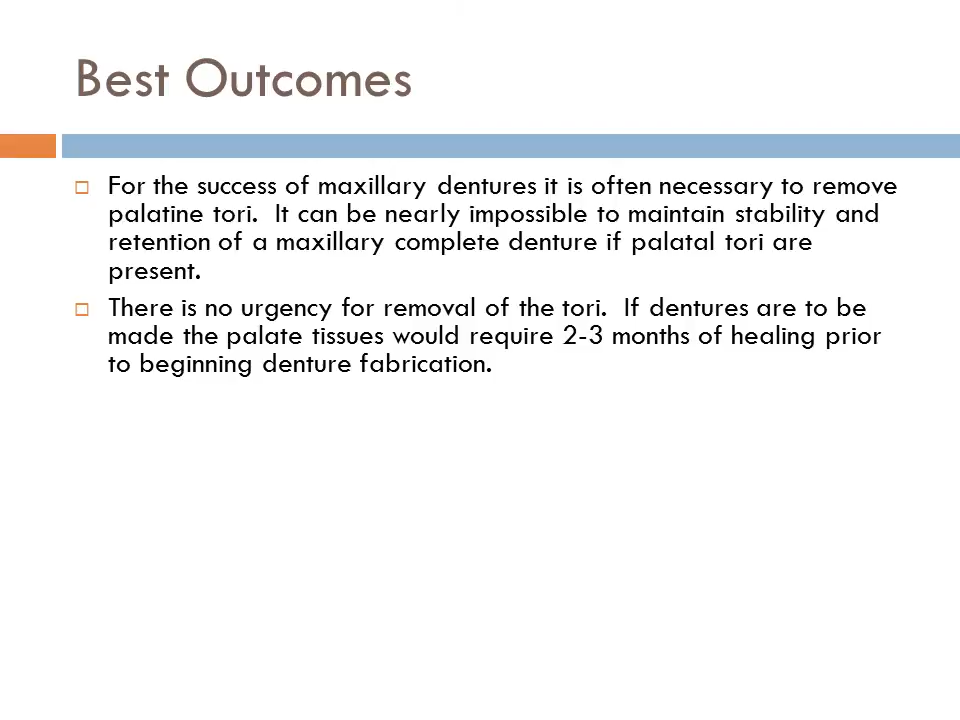 Best Outcomes
For the success of maxillary dentures it is often necessary to remove
palatine tori.  It can be nearly impossible to maintain stability and
retention of a maxillary complete denture if palatal tori are
present.
There is no urgency for removal of the tori.  If dentures are to be
made the palate tissues would require 2-3 months of healing prior
to beginning denture fabrication.